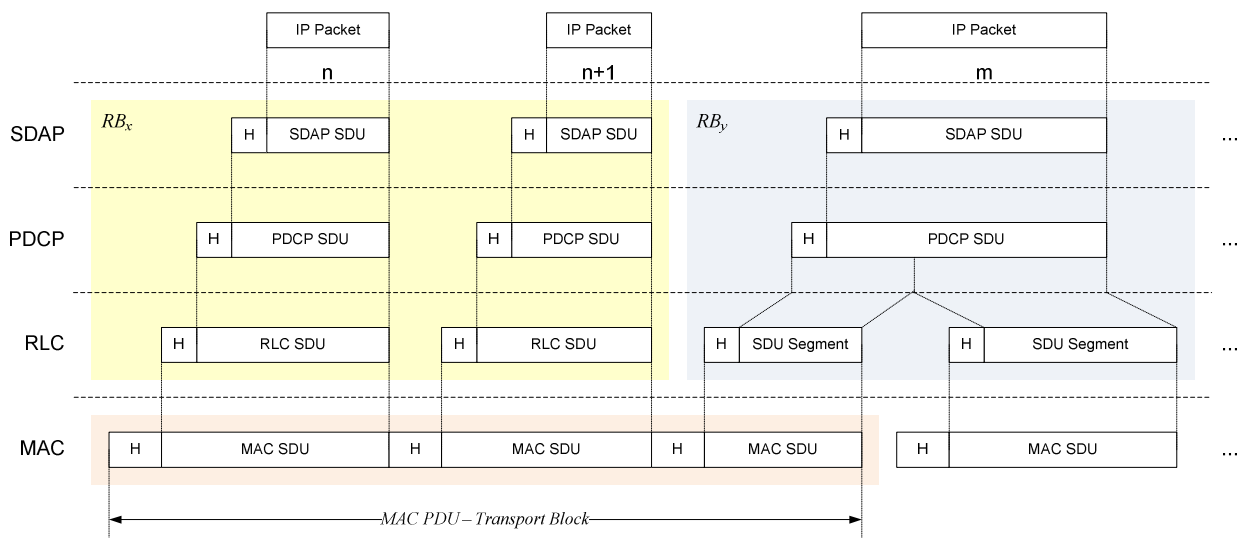 IP Packet IP Packet IP Packet
n n+1 m
RBx RBy
SDAP H SDAP SDU H SDAP SDU H SDAP SDU ...
PDCP H PDCP SDU H PDCP SDU H PDCP SDU ...
RLC H RLC SDU H RLC SDU H SDU Segment H SDU Segment ...
MAC H MAC SDU H MAC SDU H MAC SDU H MAC SDU ...
MAC PDU – Transport Block